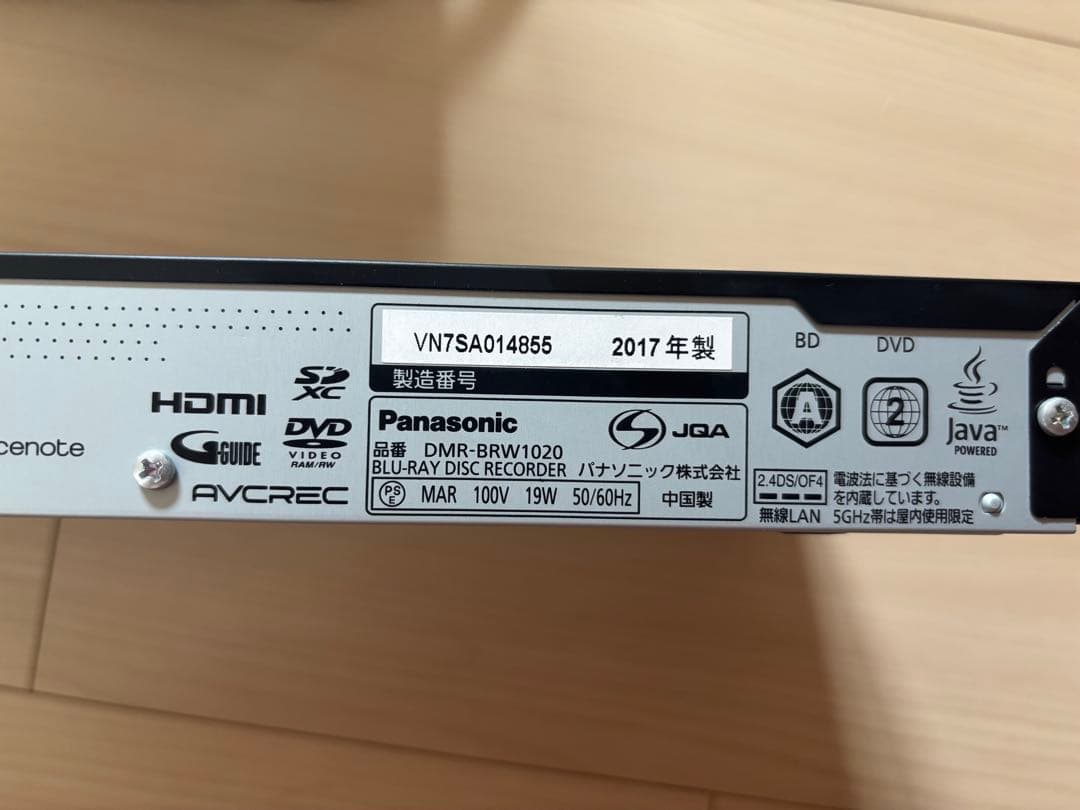 cenote
HDMI
SD
XC
G-GUIDE
DVD
VIDEO
RAM/RW
AVCREC
VN7SA014855 2017年製
製造番号
Panasonic JQA
品番 DMR-BRW1020
BLU-RAY DISC RECORDER パナソニック株式会社
PS
E MAR 100V 19W 50/60Hz 中国製
BD
A
DVD
2
Java™
POWERED
2.4DS/OF4
無線LAN
電波法に基づく無線設備
を内蔵しています。
5GHz帯は屋内使用限定